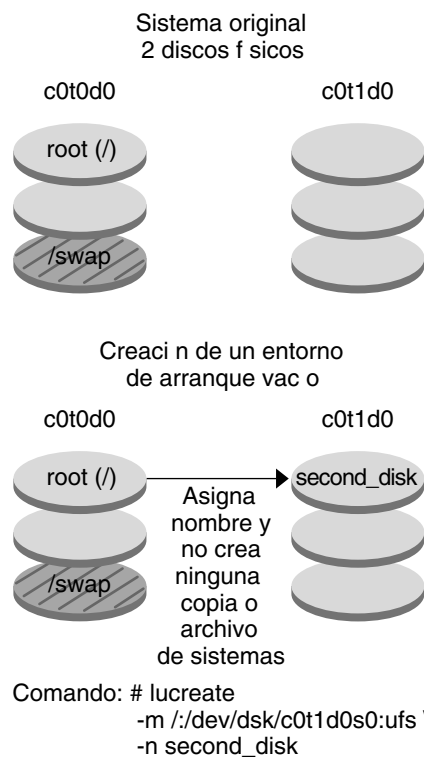 Sistema original
2 discos f sicos
c0t0d0 c0t1d0
root (/)
/swap
Creaci n de un entorno
de arranque vac o
c0t0d0 c0t1d0
root (/) second_disk
Asigna
nombre y
no crea
/swap ninguna
copia o
archivo
de sistemas
Comando: # lucreate
-m /:/dev/dsk/c0t1d0s0:ufs \
-n second_disk